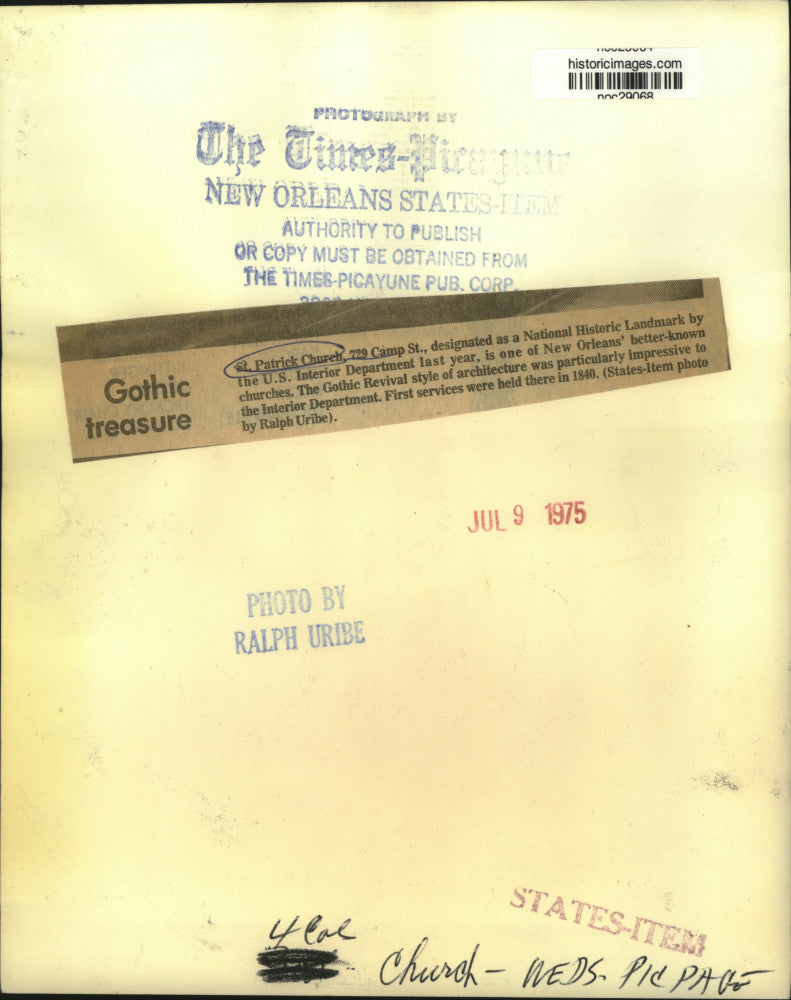 historicimages.com
noc29068
PHOTOGRAPH BY
The Times-Picayune
NEW ORLEANS STATES-ITEM
AUTHORITY TO PUBLISH
OR COPY MUST BE OBTAINED FROM
THE TIMES-PICAYUNE PUB. CORP.
Gothic
treasure
St. Patrick Church, 729 Camp St., designated as a National Historic Landmark by
the U.S. Interior Department last year, is one of New Orleans' better-known
churches. The Gothic Revival style of architecture was particularly impressive to
the Interior Department. First services were held there in 1840. (States-Item photo
by Ralph Uribe).
JUL 9 1975
PHOTO BY
RALPH URIBE
STATES-ITEM
4 Col
Church - WEDS. PIC PAGE